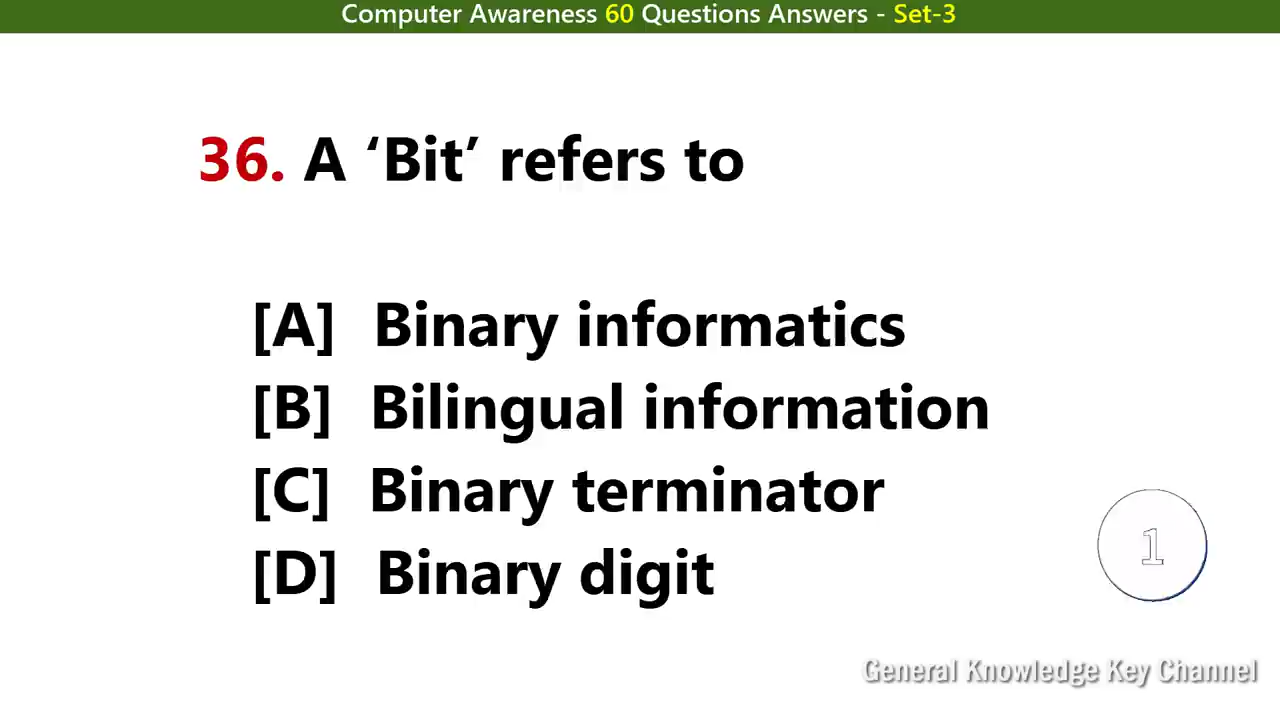 Computer Awareness 60 Questions Answers - Set-3
36. A ‘Bit’ refers to
[A] Binary informatics
[B] Bilingual information
[C] Binary terminator
[D] Binary digit
1
General Knowledge Key Channel